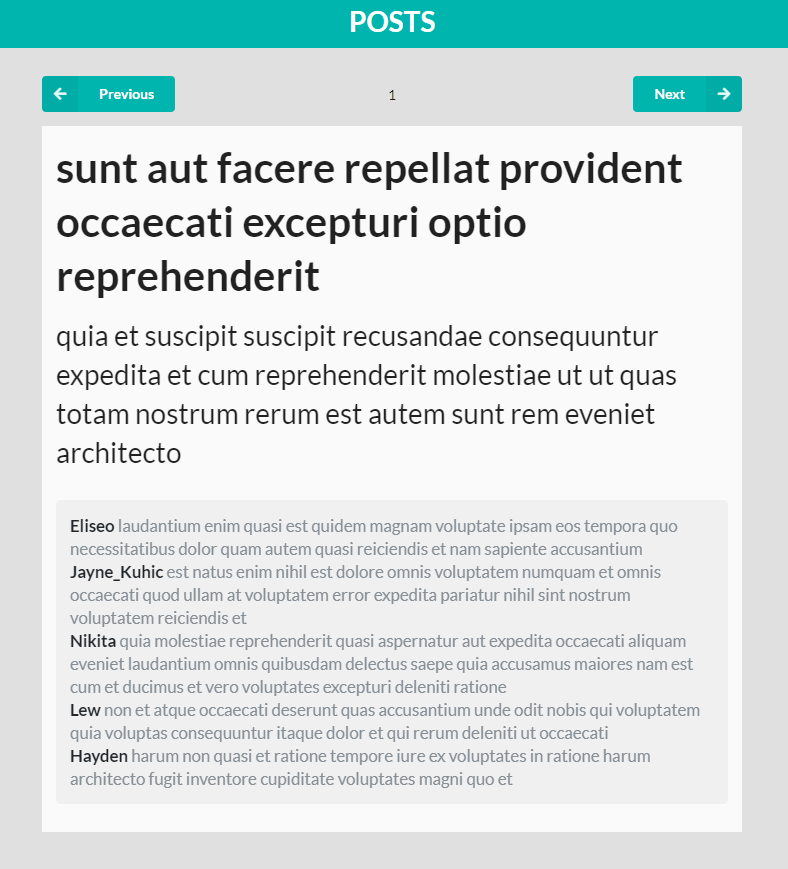 POSTS
Previous
1
Next
sunt aut facere repellat provident
occaecati excepturi optio
reprehenderit
quia et suscipit suscipit recusandae consequuntur
expedita et cum reprehenderit molestiae ut ut quas
totam nostrum rerum est autem sunt rem eveniet
architecto
Eliseo laudantium enim quasi est quidem magnam voluptate ipsam eos tempora quo
necessitatibus dolor quam autem quasi reiciendis et nam sapiente accusantium
Jayne_Kuhic est natus enim nihil est dolore omnis voluptatem numquam et omnis
occaecati quod ullam at voluptatem error expedita pariatur nihil sint nostrum
voluptatem reiciendis et
Nikita quia molestiae reprehenderit quasi aspernatur aut expedita occaecati aliquam
eveniet laudantium omnis quibusdam delectus saepe quia accusamus maiores nam est
cum et ducimus et vero voluptates excepturi deleniti ratione
Lew non et atque occaecati deserunt quas accusantium unde odit nobis qui voluptatem
quia voluptas consequuntur itaque dolor et qui rerum deleniti ut occaecati
Hayden harum non quasi et ratione tempore iure ex voluptates in ratione harum
architecto fugit inventore cupiditate voluptates magni quo et